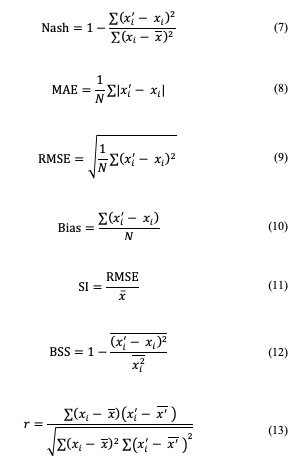 Nash = 1 − ∑(x′ᵢ − xᵢ)² / ∑(xᵢ − x̄)² (7)
MAE = 1/N ∑|x′ᵢ − xᵢ| (8)
RMSE = √(1/N ∑(x′ᵢ − xᵢ)²) (9)
Bias = ∑(x′ᵢ − xᵢ) / N (10)
SI = RMSE / x̄ (11)
BSS = 1 − \overline{(x′ᵢ − xᵢ)²} / \overline{xᵢ²} (12)
r = ∑(xᵢ − x̄)(x′ᵢ − \overline{x′}) / √(∑(xᵢ − x̄)² ∑(x′ᵢ − \overline{x′})²) (13)